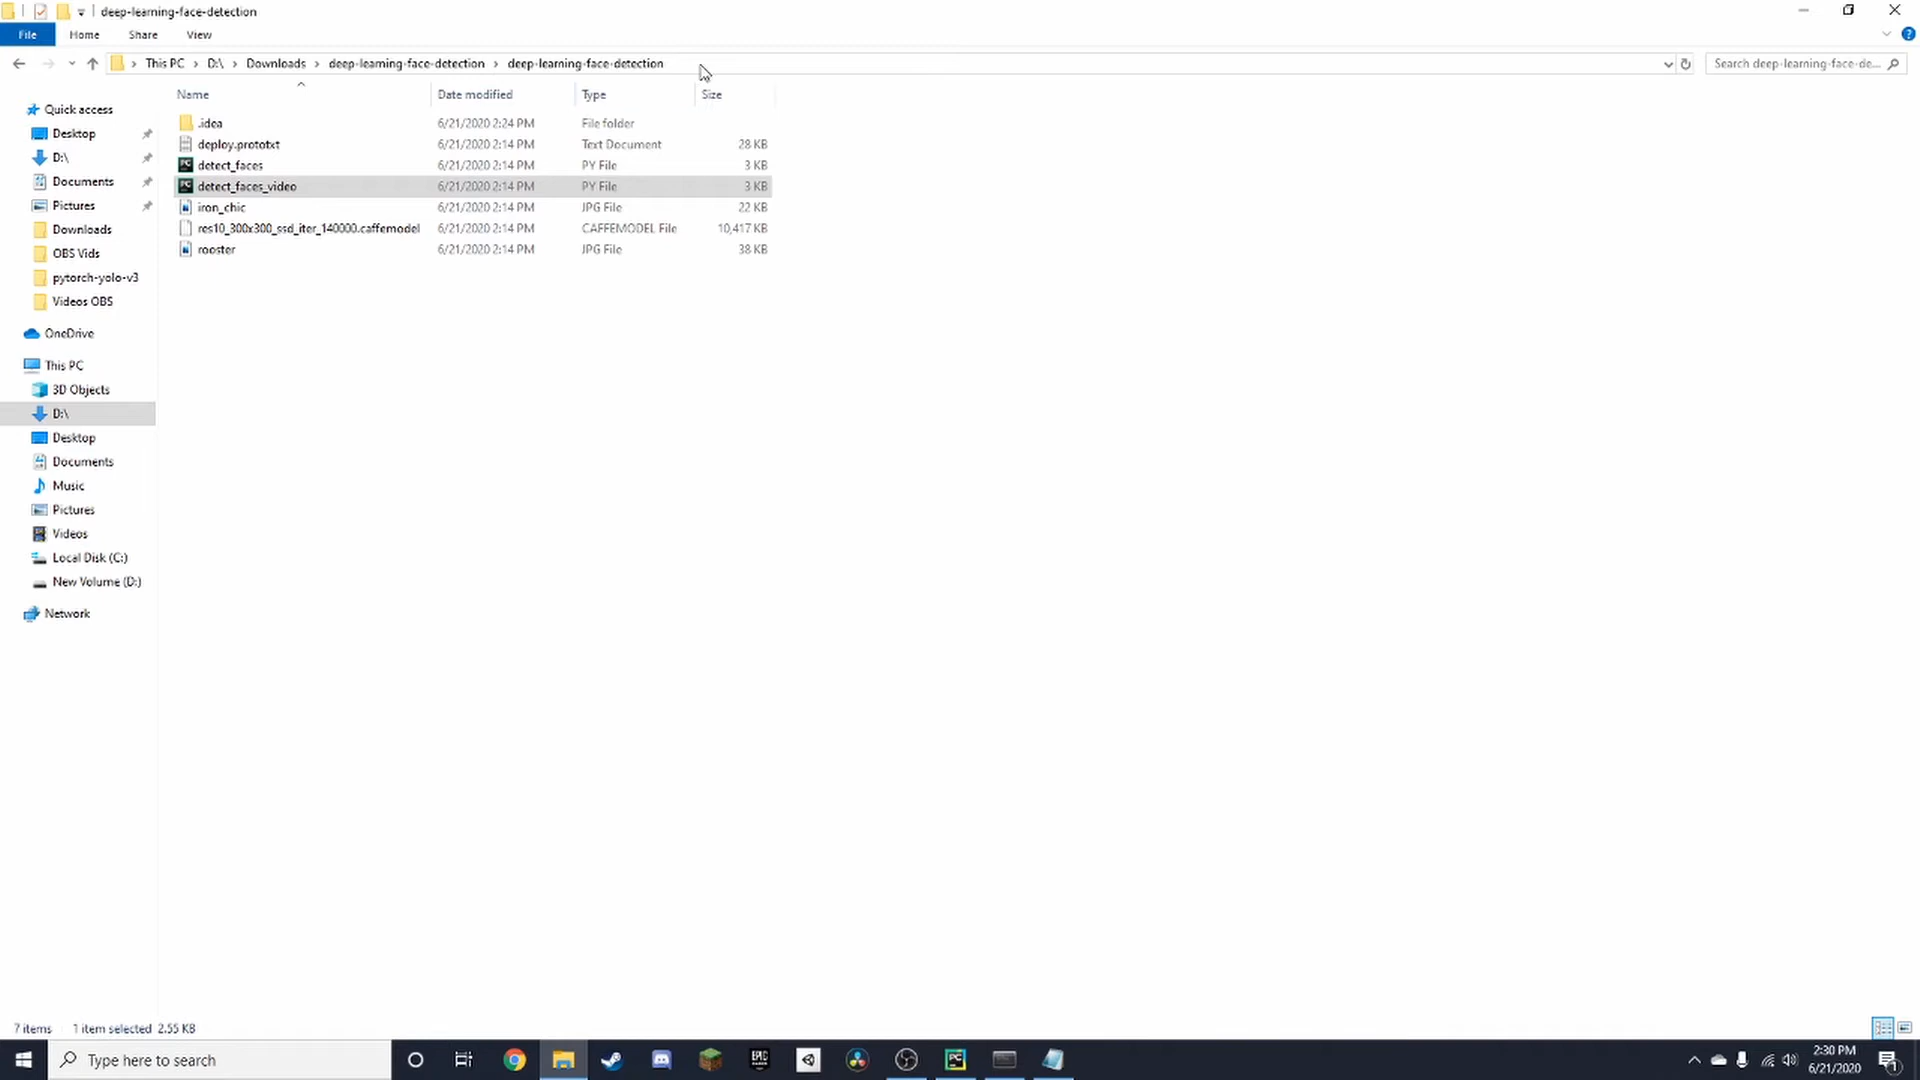 deep-learning-face-detection
File Home Share View
This PC D:\ Downloads deep-learning-face-detection deep-learning-face-detection
Search deep-learning-face-de...
Name Date modified Type Size
.idea 6/21/2020 2:24 PM File folder
deploy.prototxt 6/21/2020 2:14 PM Text Document 28 KB
detect_faces 6/21/2020 2:14 PM PY File 3 KB
detect_faces_video 6/21/2020 2:14 PM PY File 3 KB
iron_chic 6/21/2020 2:14 PM JPG File 22 KB
res10_300x300_ssd_iter_140000.caffemodel 6/21/2020 2:14 PM CAFFEMODEL File 10,417 KB
rooster 6/21/2020 2:14 PM JPG File 38 KB
Quick access
Desktop
D:\
Documents
Pictures
Downloads
OBS Vids
pytorch-yolo-v3
Videos OBS
OneDrive
This PC
3D Objects
D:\
Desktop
Documents
Music
Pictures
Videos
Local Disk (C:)
New Volume (D:)
Network
7 items 1 item selected 2.55 KB
Type here to search
EPIC
PC
2:30 PM
6/21/2020
1